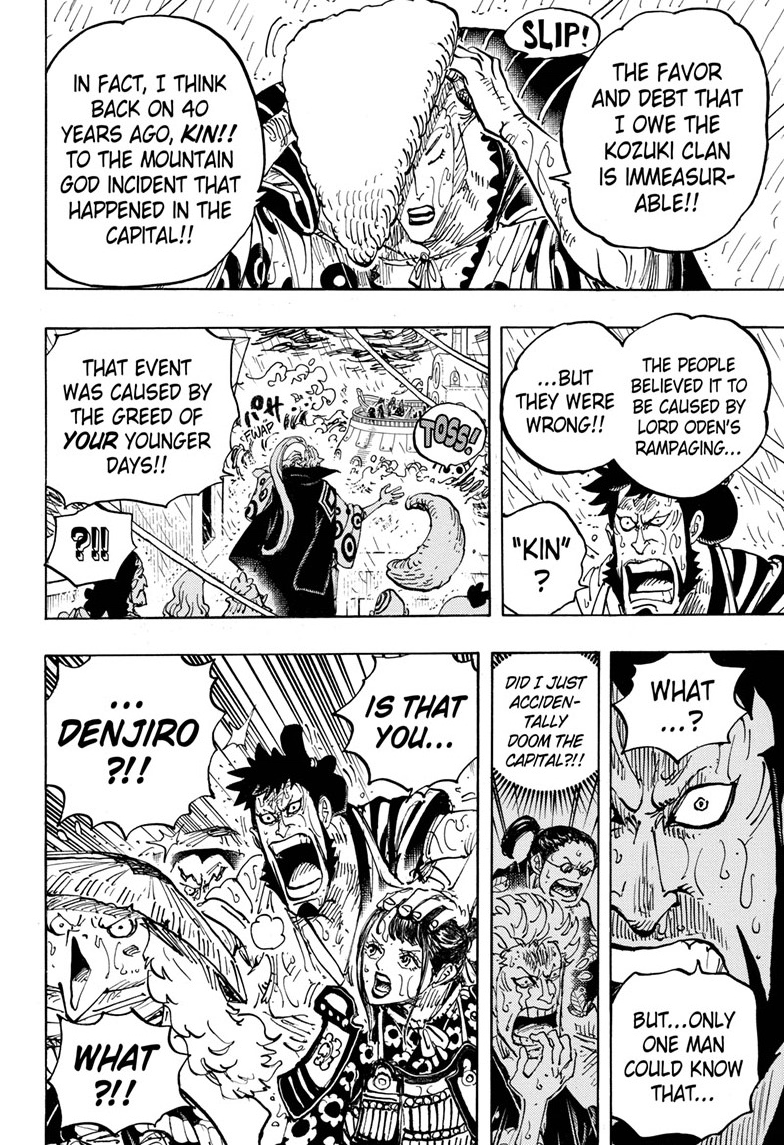 SLIP!
THE FAVOR
AND DEBT THAT
I OWE THE
KOZUKI CLAN
IS IMMEASUR-
ABLE!!
IN FACT, I THINK
BACK ON 40
YEARS AGO, KIN!!
TO THE MOUNTAIN
GOD INCIDENT THAT
HAPPENED IN THE
CAPITAL!!
THE PEOPLE
BELIEVED IT TO
BE CAUSED BY
LORD ODEN'S
RAMPAGING...
...BUT
THEY WERE
WRONG!!
"KIN"
?
THAT EVENT
WAS CAUSED BY
THE GREED OF
YOUR YOUNGER
DAYS!!
FWAP
TOSS!
?!!
WHAT
...?
BUT...ONLY
ONE MAN
COULD KNOW
THAT...
DID I JUST
ACCIDEN-
TALLY
DOOM THE
CAPITAL?!!
IS THAT
YOU...
...
DENJIRO
?!!
WHAT
?!!